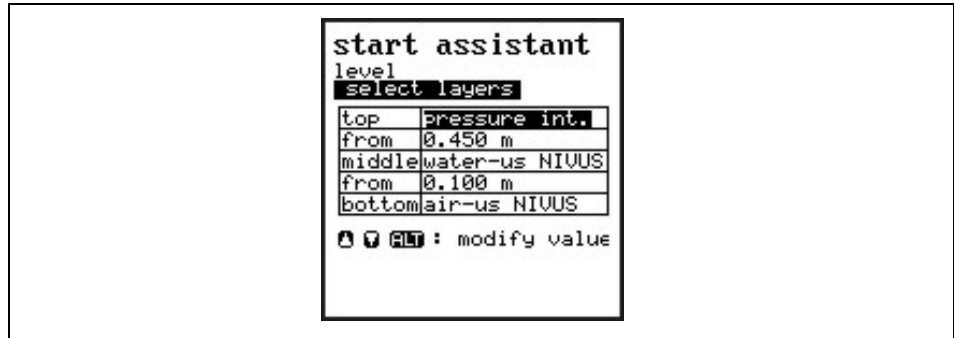 start assistant
level
select layers
top pressure int.
from 0.450 m
middle water-us NIVUS
from 0.100 m
bottom air-us NIVUS
ALT : modify value